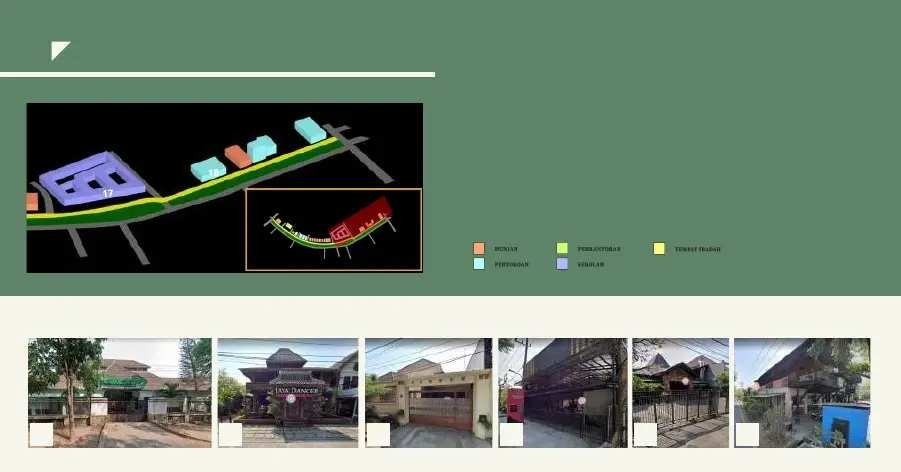 17
18
HUNIAN
PERKANTORAN
TEMPAT IBADAH
PERTOKOAN
SEKOLAH
JAYA DANCER